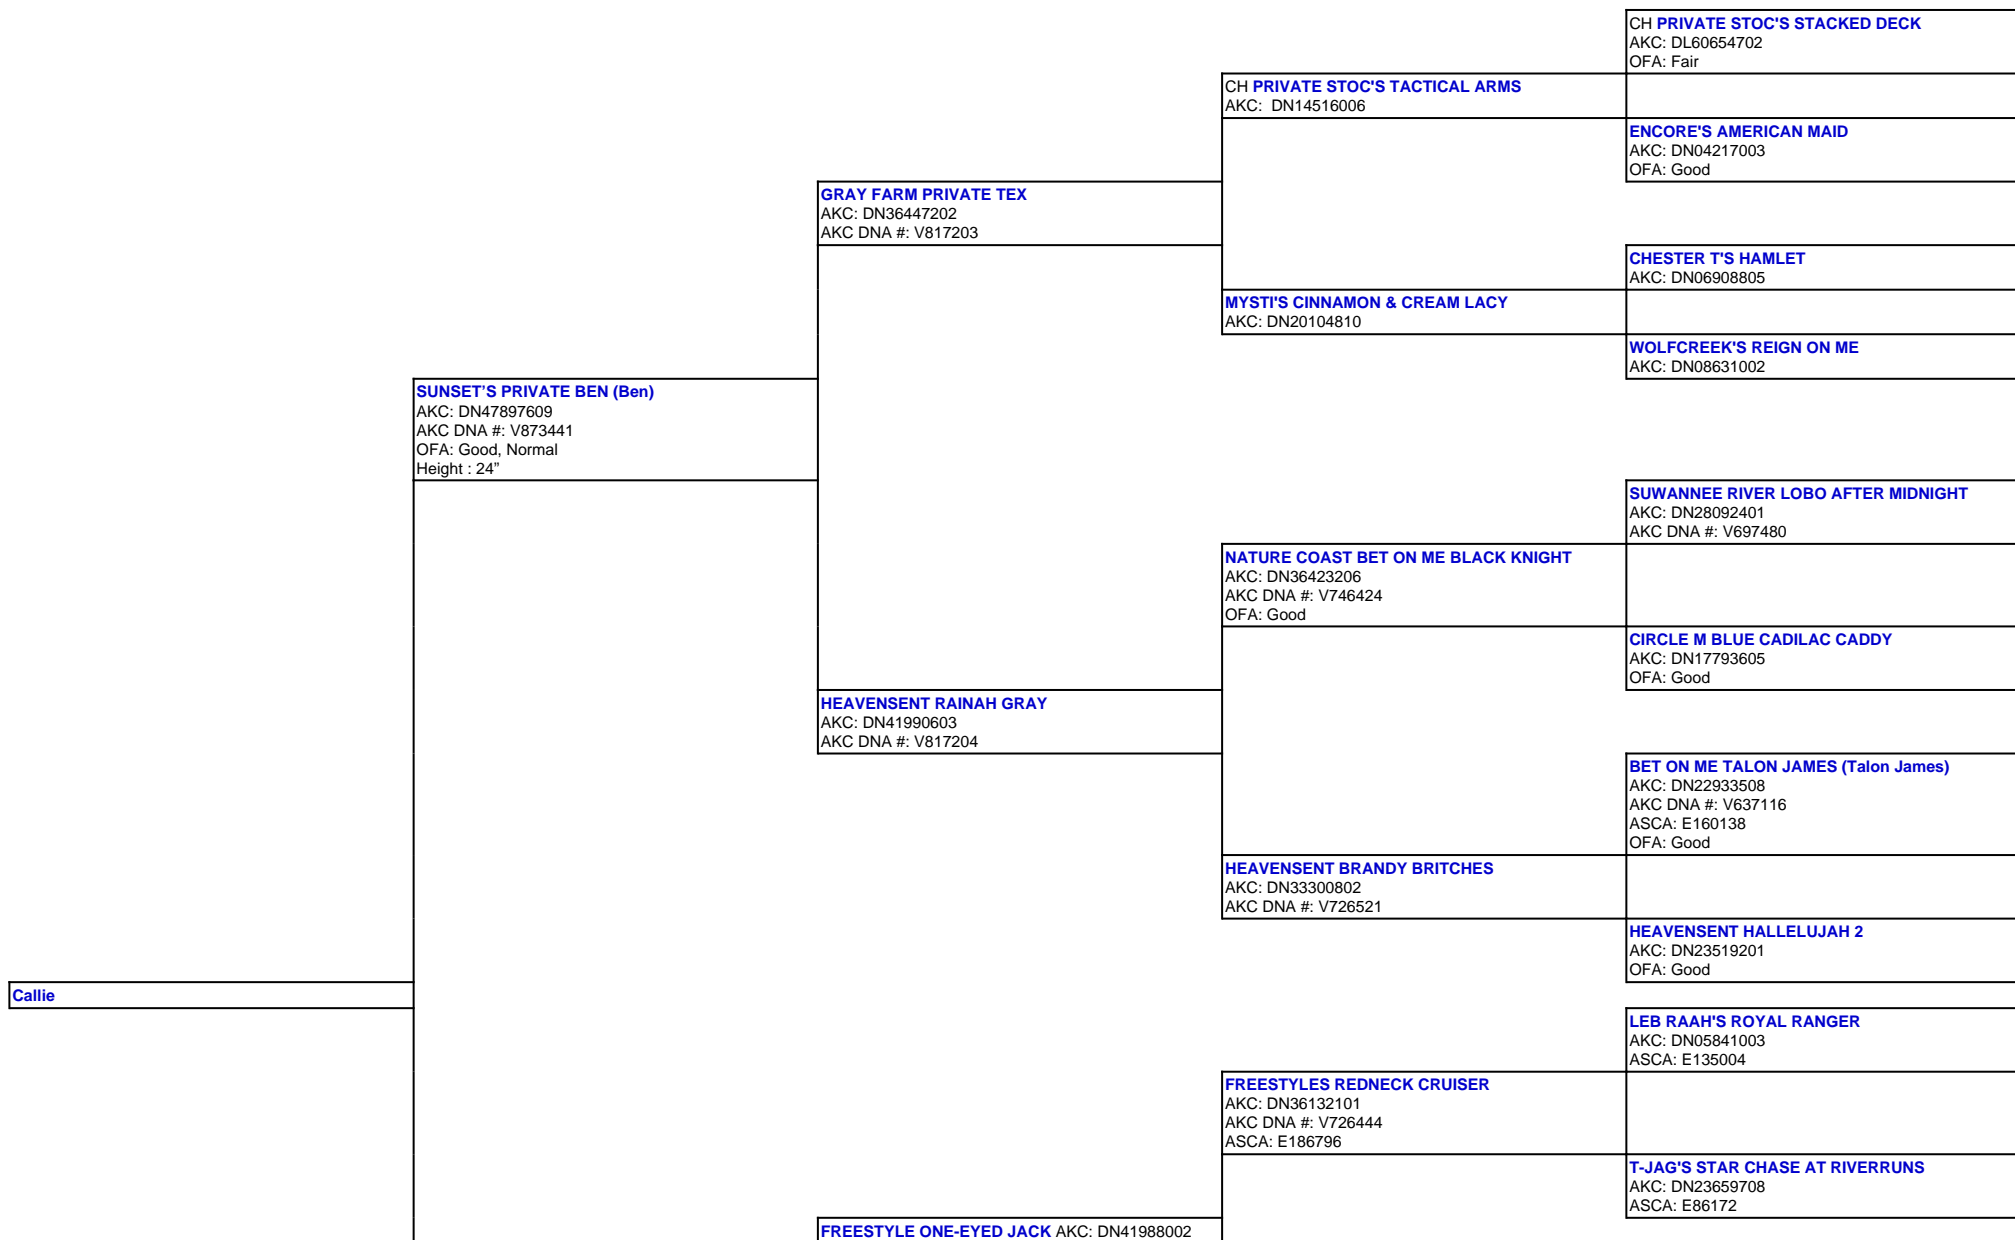 CH PRIVATE STOC'S STACKED DECK
AKC: DL60654702
OFA: Fair
CH PRIVATE STOC'S TACTICAL ARMS
AKC:  DN14516006
ENCORE'S AMERICAN MAID
AKC: DN04217003
OFA: Good
GRAY FARM PRIVATE TEX
AKC: DN36447202
AKC DNA #: V817203
CHESTER T'S HAMLET
AKC: DN06908805
MYSTI'S CINNAMON & CREAM LACY
AKC: DN20104810
WOLFCREEK'S REIGN ON ME
AKC: DN08631002
SUNSET’S PRIVATE BEN (Ben)
AKC: DN47897609
AKC DNA #: V873441
OFA: Good, Normal
Height : 24”
SUWANNEE RIVER LOBO AFTER MIDNIGHT
AKC: DN28092401
AKC DNA #: V697480
NATURE COAST BET ON ME BLACK KNIGHT
AKC: DN36423206
AKC DNA #: V746424
OFA: Good
CIRCLE M BLUE CADILAC CADDY
AKC: DN17793605
OFA: Good
HEAVENSENT RAINAH GRAY
AKC: DN41990603
AKC DNA #: V817204
BET ON ME TALON JAMES (Talon James)
AKC: DN22933508
AKC DNA #: V637116
ASCA: E160138
OFA: Good
HEAVENSENT BRANDY BRITCHES
AKC: DN33300802
AKC DNA #: V726521
HEAVENSENT HALLELUJAH 2
AKC: DN23519201
OFA: Good
Callie
LEB RAAH'S ROYAL RANGER
AKC: DN05841003
ASCA: E135004
FREESTYLES REDNECK CRUISER
AKC: DN36132101
AKC DNA #: V726444
ASCA: E186796
T-JAG'S STAR CHASE AT RIVERRUNS
AKC: DN23659708
ASCA: E86172
FREESTYLE ONE-EYED JACK AKC: DN41988002